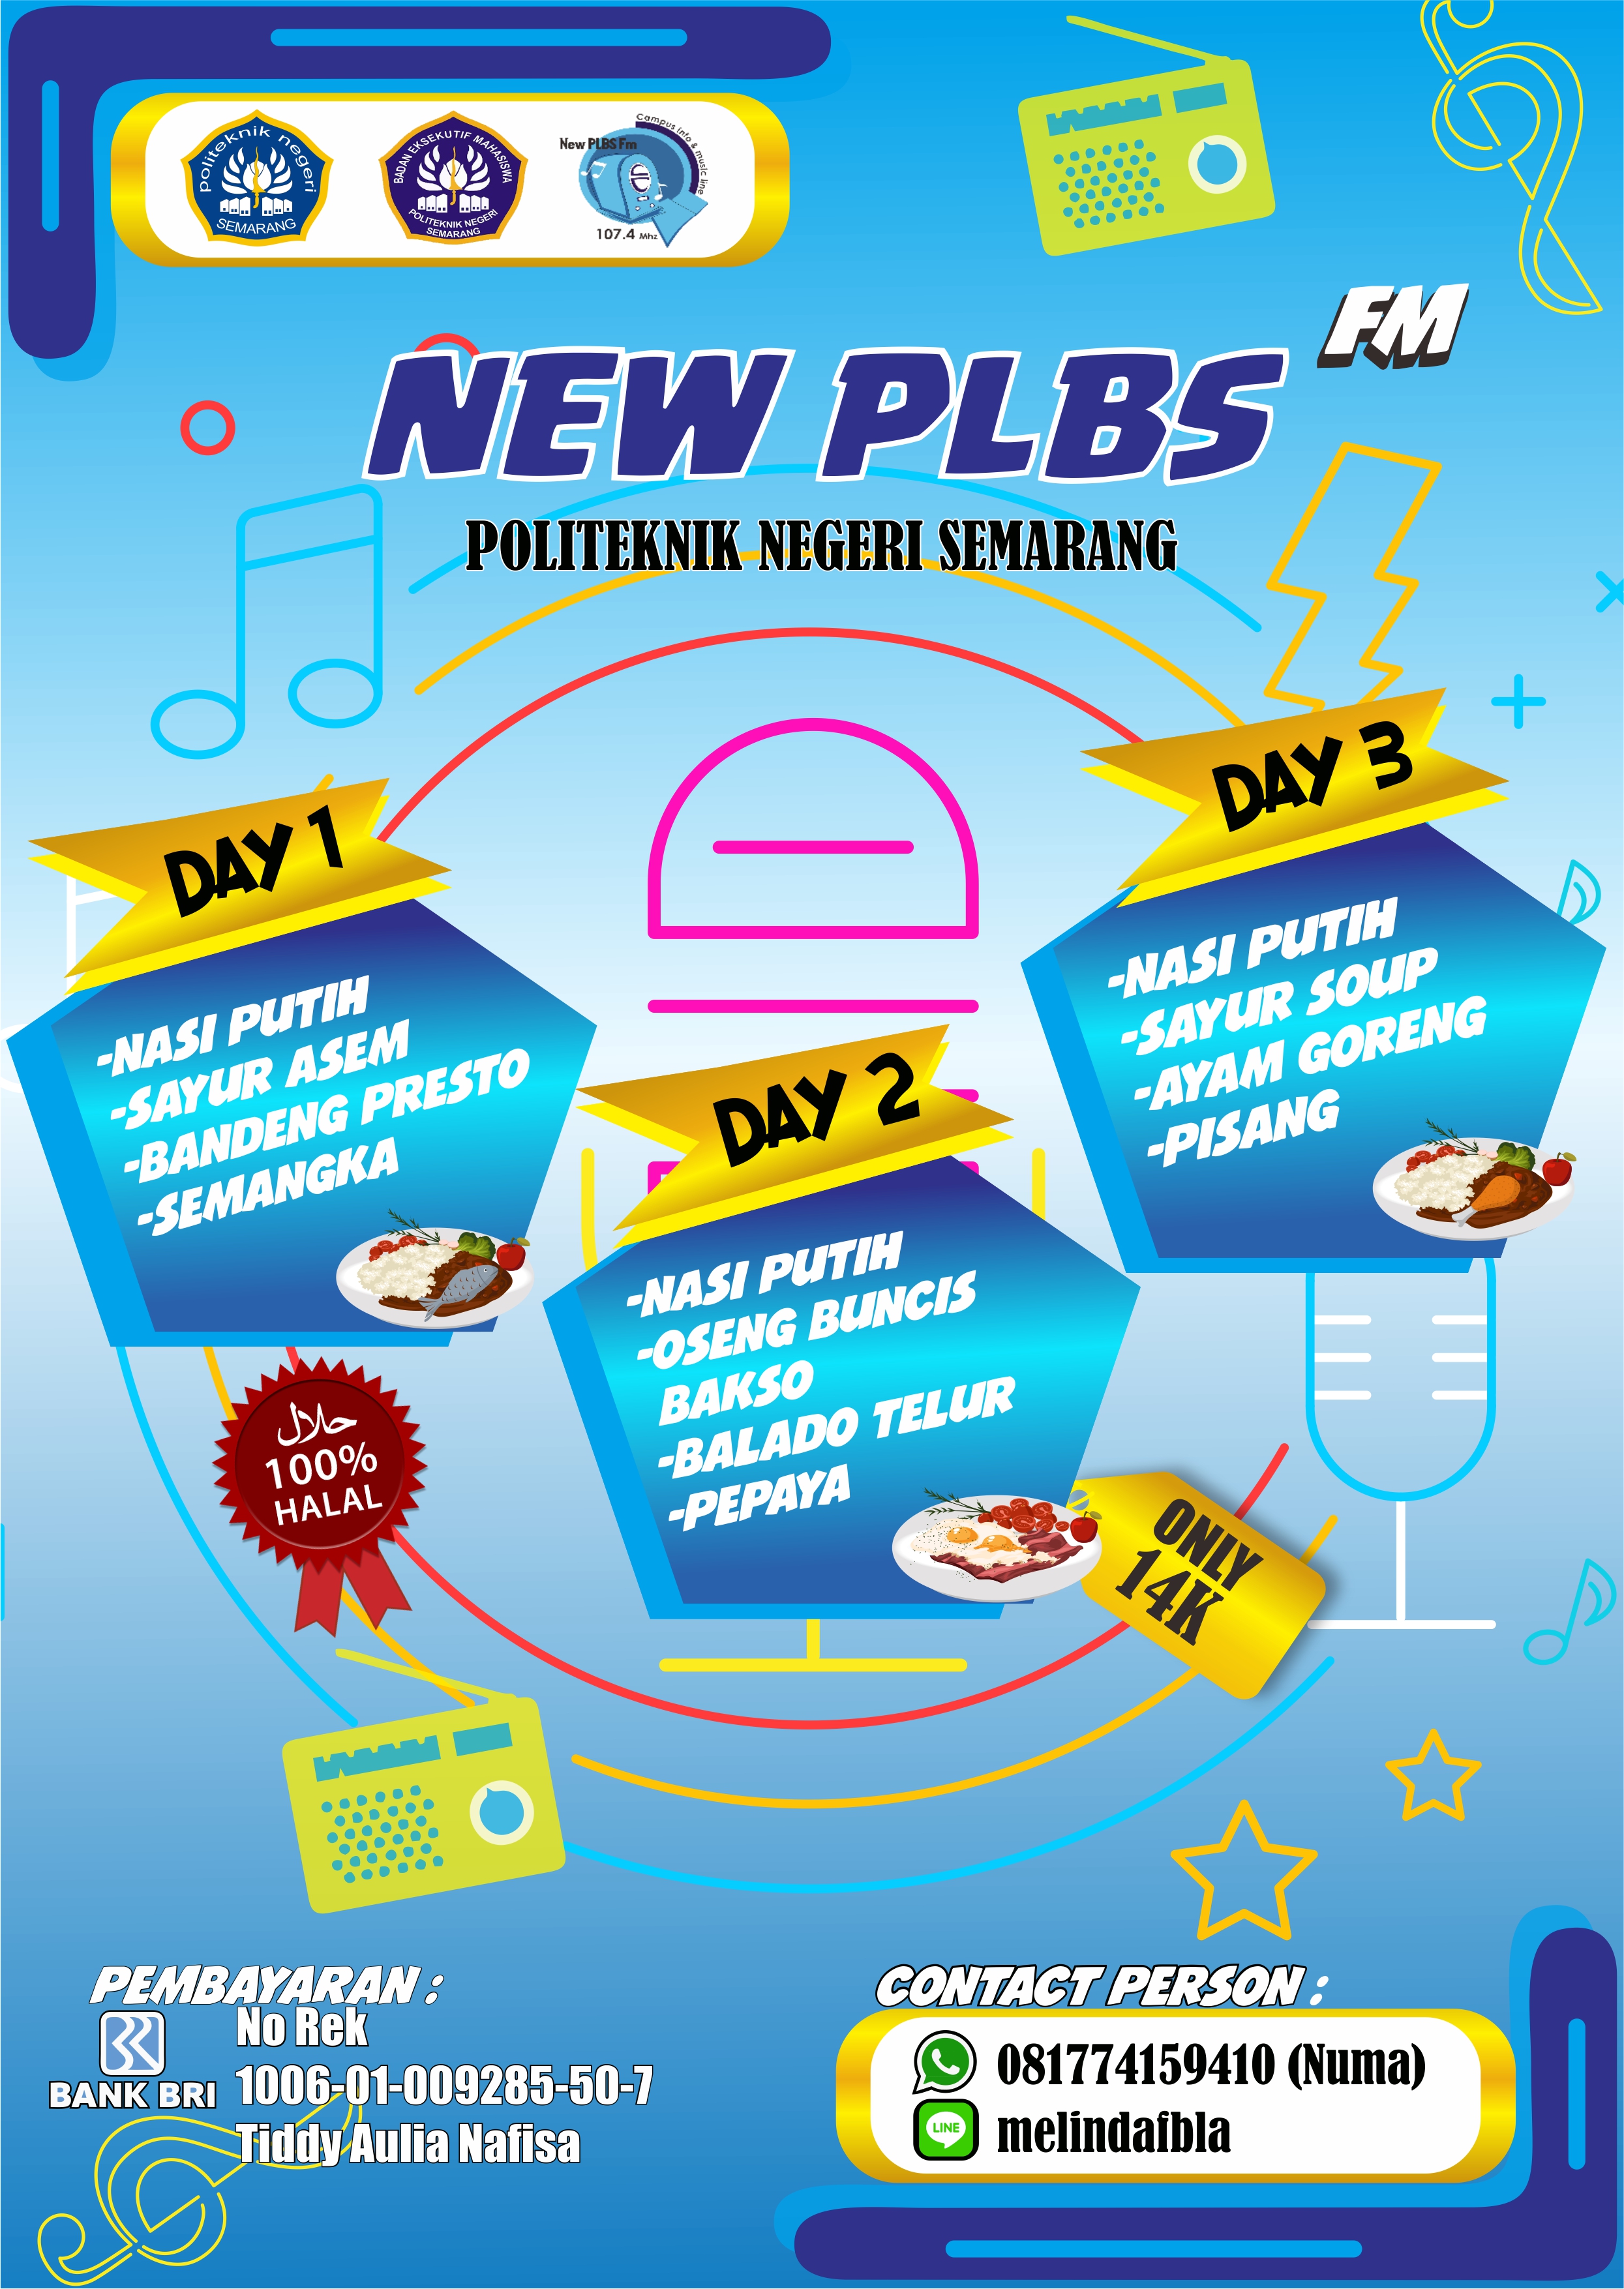 politeknik negeri
SEMARANG
BADAN EKSEKUTIF MAHASISWA
POLITEKNIK NEGERI
SEMARANG
New PLBS Fm
Campus info & music line
107.4 Mhz
FM
NEW PLBS
POLITEKNIK NEGERI SEMARANG
DAY 1
-NASI PUTIH
-SAYUR ASEM
-BANDENG PRESTO
-SEMANGKA
DAY 2
-NASI PUTIH
-OSENG BUNCIS
BAKSO
-BALADO TELUR
-PEPAYA
DAY 3
-NASI PUTIH
-SAYUR SOUP
-AYAM GORENG
-PISANG
حلال
100%
HALAL
ONLY
14K
PEMBAYARAN :
BANK BRI
No Rek
1006-01-009285-50-7
Tiddy Aulia Nafisa
CONTACT PERSON :
081774159410 (Numa)
LINE
melindafbla